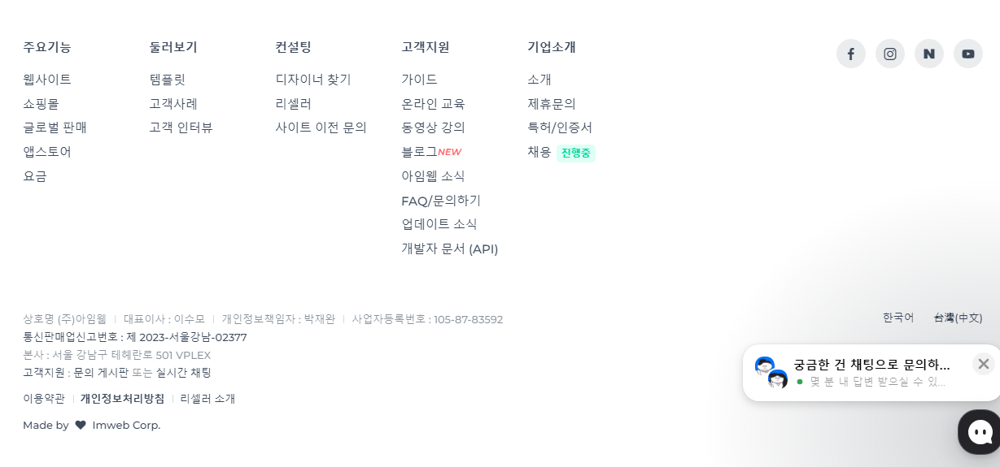 주요기능
웹사이트
쇼핑몰
글로벌 판매
앱스토어
요금
둘러보기
템플릿
고객사례
고객 인터뷰
컨설팅
디자이너 찾기
리셀러
사이트 이전 문의
고객지원
가이드
온라인 교육
동영상 강의
블로그NEW
아임웹 소식
FAQ/문의하기
업데이트 소식
개발자 문서 (API)
기업소개
소개
제휴문의
특허/인증서
채용 진행중
상호명 (주)아임웹 | 대표이사 : 이수모 | 개인정보책임자 : 박재완 | 사업자등록번호 : 105-87-83592
통신판매업신고번호 : 제 2023-서울강남-02377
본사 : 서울 강남구 테헤란로 501 VPLEX
고객지원 : 문의 게시판 또는 실시간 채팅
이용약관 | 개인정보처리방침 | 리셀러 소개
Made by ♥ Imweb Corp.
한국어 台灣(中文)
궁금한 건 채팅으로 문의하...
몇 분 내 답변 받으실 수 있...